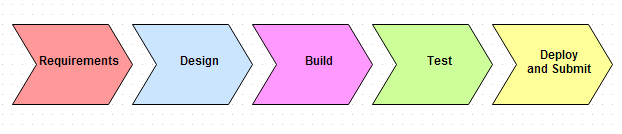 Requirements
Design
Build
Test
Deploy
and Submit